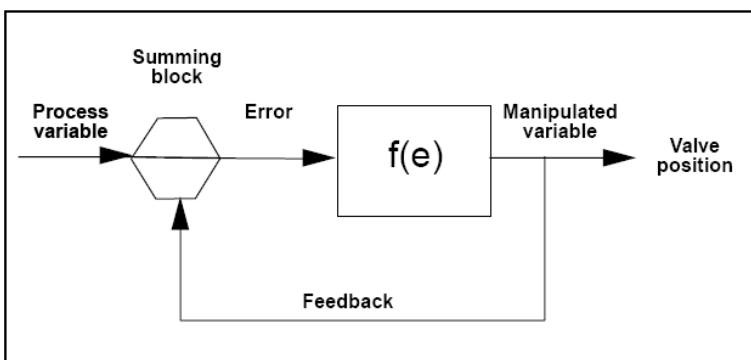 Summing
block
Process
variable
Error
f(e)
Manipulated
variable
Valve
position
Feedback